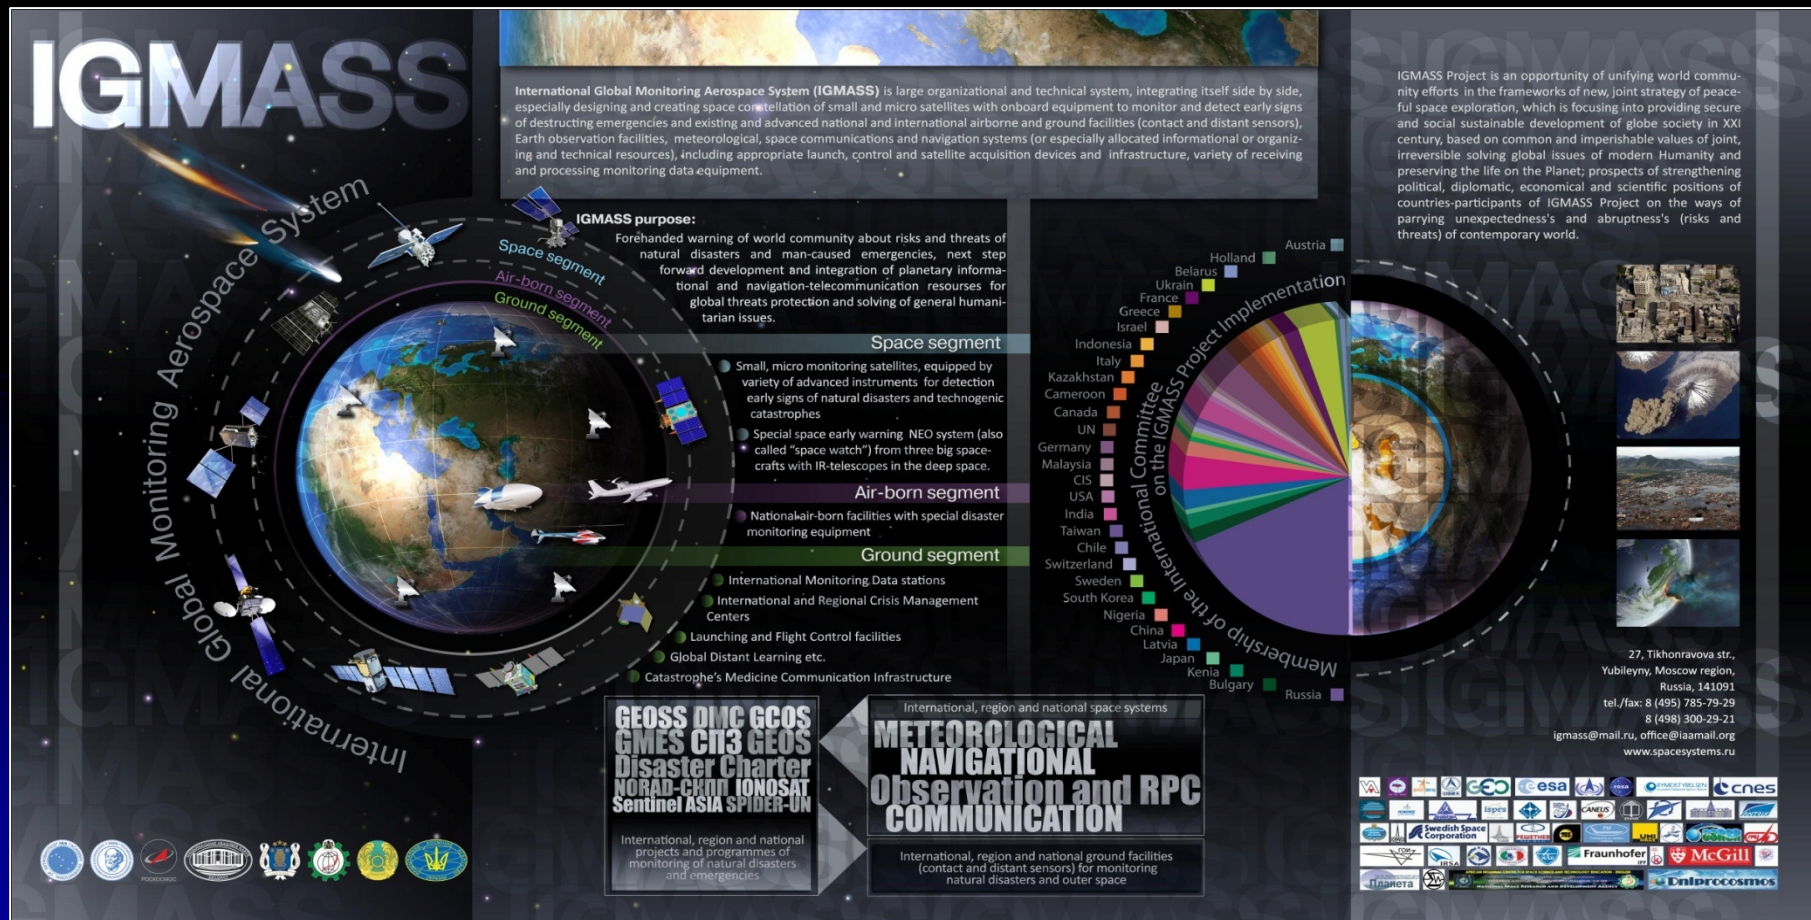 IGMASS
International Global Monitoring Aerospace System (IGMASS) is large organizational and technical system, integrating itself side by side,
especially designing and creating space constellation of small and micro satellites with onboard equipment to monitor and detect early signs
of destructing emergencies and existing and advanced national and international airborne and ground facilities (contact and distant sensors),
Earth observation facilities, meteorological, space communications and navigation systems (or especially allocated informational or organiz-
ing and technical resources), including appropriate launch, control and satellite acquisition devices and infrastructure, variety of receiving
and processing monitoring data equipment.
International Global Monitoring Aerospace System
Space segment
Air-born segment
Ground segment
IGMASS purpose:
Forehanded warning of world community about risks and threats of
natural disasters and man-caused emergencies, next step
forward development and integration of planetary informa-
tional and navigation-telecommunication resourses for
global threats protection and solving of general humani-
tarian issues.
Space segment
Small, micro monitoring satellites, equipped by
variety of advanced instruments for detection
early signs of natural disasters and technogenic
catastrophes
Special space early warning NEO system (also
called "space watch") from three big space-
crafts with IR-telescopes in the deep space.
Air-born segment
National air-born facilities with special disaster
monitoring equipment
Ground segment
International Monitoring Data stations
International and Regional Crisis Management
Centers
Launching and Flight Control facilities
Global Distant Learning etc.
Catastrophe's Medicine Communication Infrastructure
GEOSS DMC GCOS
GMES СПЗ GEOS
Disaster Charter
NORAD-СККП IONOSAT
Sentinel ASIA SPIDER-UN
International, region and national
projects and programmes of
monitoring of natural disasters
and emergencies
International, region and national space systems
METEOROLOGICAL
NAVIGATIONAL
Observation and RPC
COMMUNICATION
International, region and national ground facilities
(contact and distant sensors) for monitoring
natural disasters and outer space
Membership of the International Committee
on the IGMASS Project Implementation
Austria
Holland
Belarus
Ukrain
France
Greece
Israel
Indonesia
Italy
Kazakhstan
Cameroon
Canada
UN
Germany
Malaysia
CIS
USA
India
Taiwan
Chile
Switzerland
Sweden
South Korea
Nigeria
China
Latvia
Japan
Kenia
Bulgary
Russia
IGMASS Project is an opportunity of unifying world commu-
nity efforts in the frameworks of new, joint strategy of peace-
ful space exploration, which is focusing into providing secure
and social sustainable development of globe society in XXI
century, based on common and imperishable values of joint,
irreversible solving global issues of modern Humanity and
preserving the life on the Planet; prospects of strengthening
political, diplomatic, economical and scientific positions of
countries-participants of IGMASS Project on the ways of
parrying unexpectedness's and abruptness's (risks and
threats) of contemporary world.
27, Tikhonravova str.,
Yubileyny, Moscow region,
Russia, 141091
tel./fax: 8 (495) 785-79-29
8 (498) 300-29-21
igmass@mail.ru, office@iaamail.org
www.spacesystems.ru
РОСКОСМОС
GEO esa rosa cnes
ispra CANEUS
Swedish Space
Corporation
IRSA Fraunhofer McGill
Планета Dniprocosmos